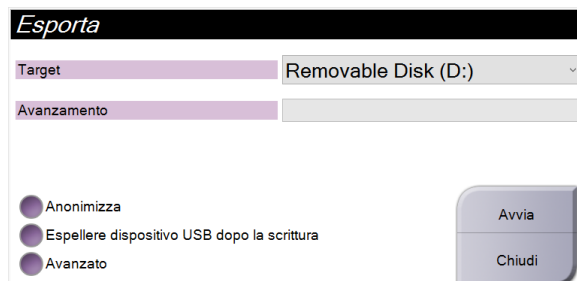 Esporta
Target
Removable Disk (D:)
Avanzamento
Anonimizza
Espellere dispositivo USB dopo la scrittura
Avanzato
Avvia
Chiudi